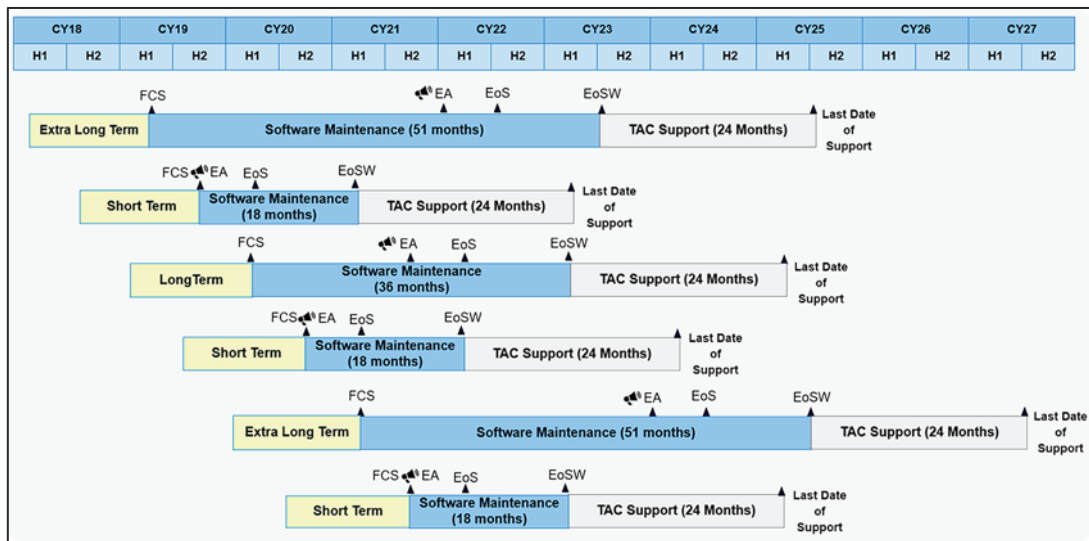 CY18 CY19 CY20 CY21 CY22 CY23 CY24 CY25 CY26 CY27
H1 H2 H1 H2 H1 H2 H1 H2 H1 H2 H1 H2 H1 H2 H1 H2 H1 H2 H1 H2
FCS EA EoS EoSW
Extra Long Term Software Maintenance (51 months) TAC Support (24 Months) Last Date
of
Support
FCS EA EoS EoSW
Short Term Software Maintenance
(18 months) TAC Support (24 Months) Last Date
of
Support
FCS EA EoS EoSW
LongTerm Software Maintenance
(36 months) TAC Support (24 Months) Last Date
of
Support
FCS EA EoS EoSW
Short Term Software Maintenance
(18 months) TAC Support (24 Months) Last Date
of
Support
FCS EA EoS EoSW
Extra Long Term Software Maintenance (51 months) TAC Support (24 Months) Last Date
of
Support
FCS EA EoS EoSW
Short Term Software Maintenance
(18 months) TAC Support (24 Months) Last Date
of
Support